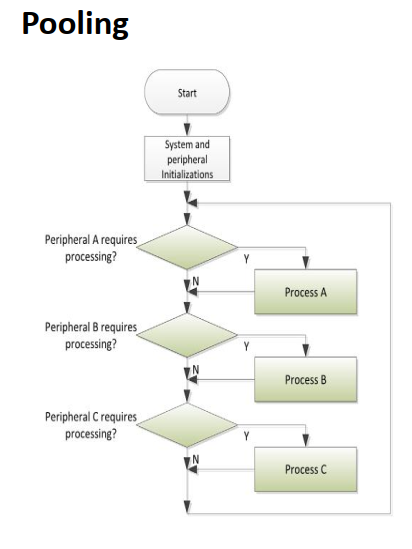 Pooling
Start
System and
peripheral
Initializations
Peripheral A requires
processing?
Y
N
Process A
Peripheral B requires
processing?
Y
N
Process B
Peripheral C requires
processing?
Y
N
Process C